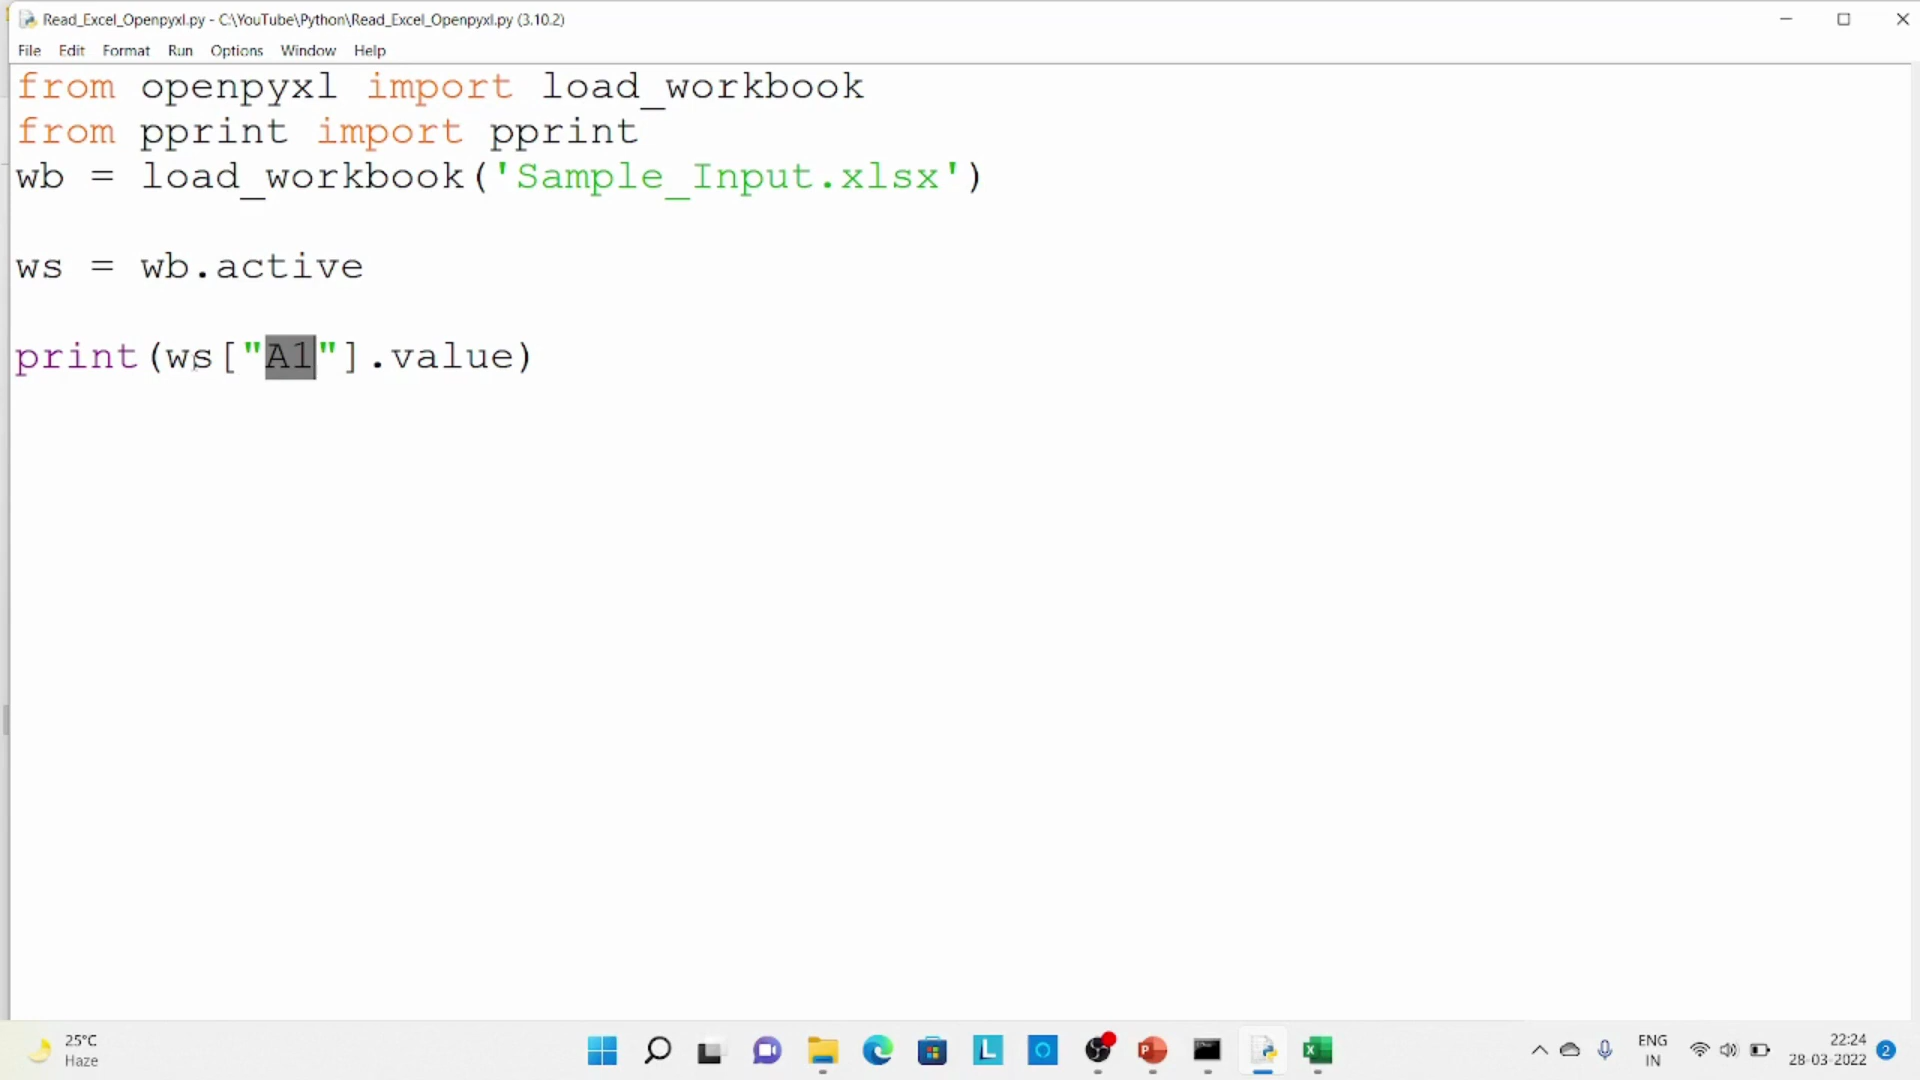 Read_Excel_Openpyxl.py - C:\YouTube\Python\Read_Excel_Openpyxl.py (3.10.2)
File Edit Format Run Options Window Help
from openpyxl import load_workbook
from pprint import pprint
wb = load_workbook('Sample_Input.xlsx')
ws = wb.active
print(ws["A1"].value)
25°C
Haze
ENG
IN
22:24
28-03-2022
2